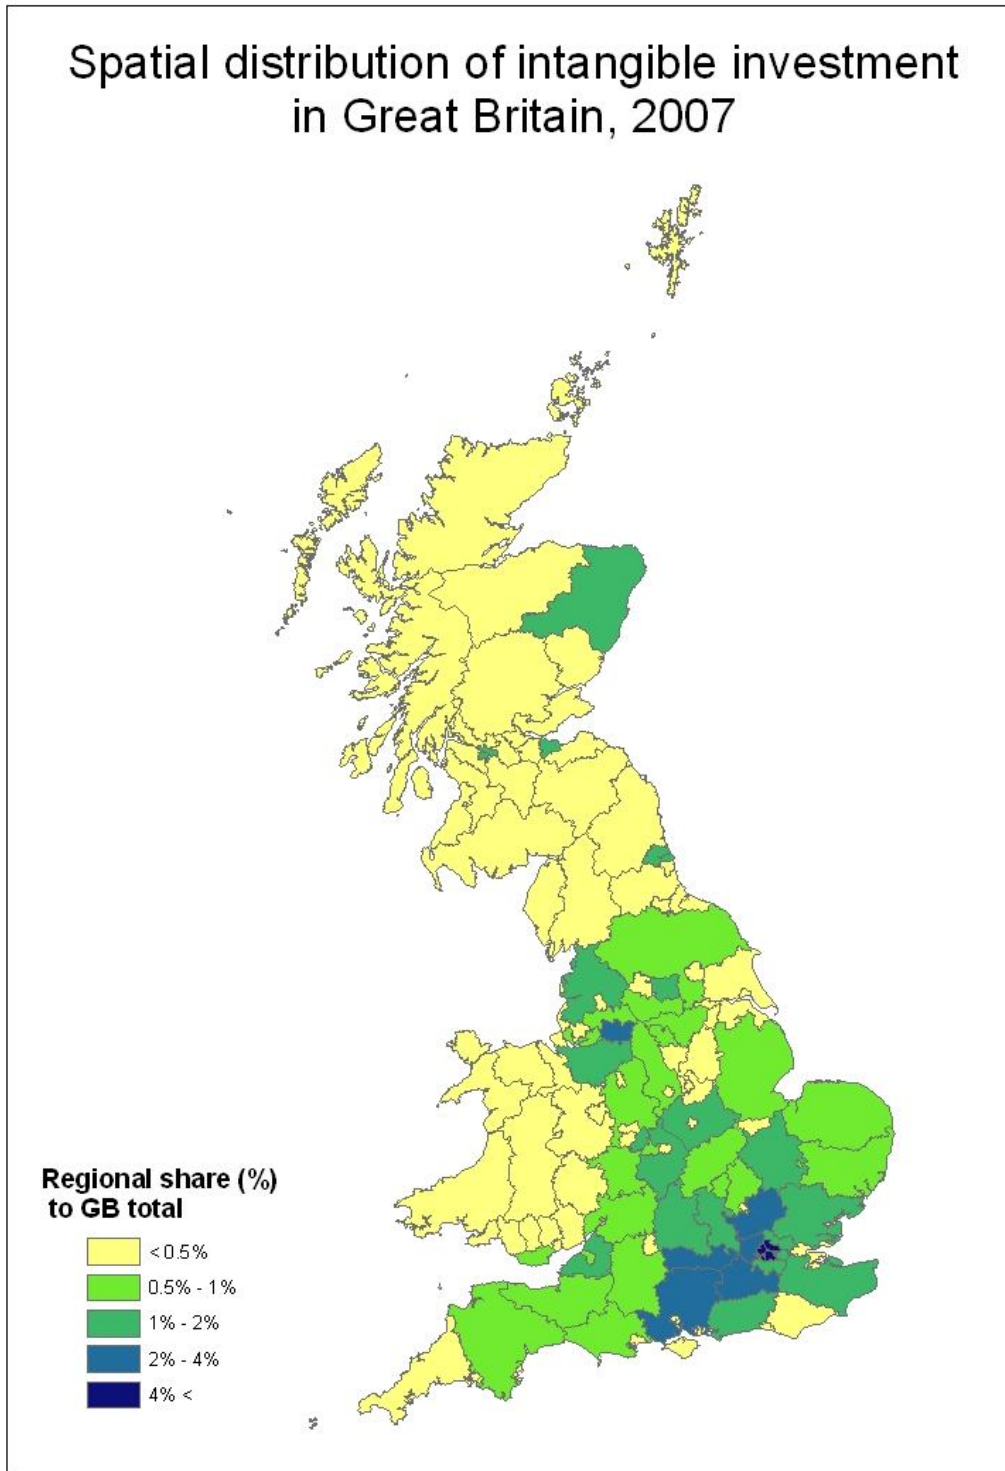 Spatial distribution of intangible investment
in Great Britain, 2007
Regional share (%)
to GB total
<0.5%
0.5% - 1%
1% - 2%
2% - 4%
4% <